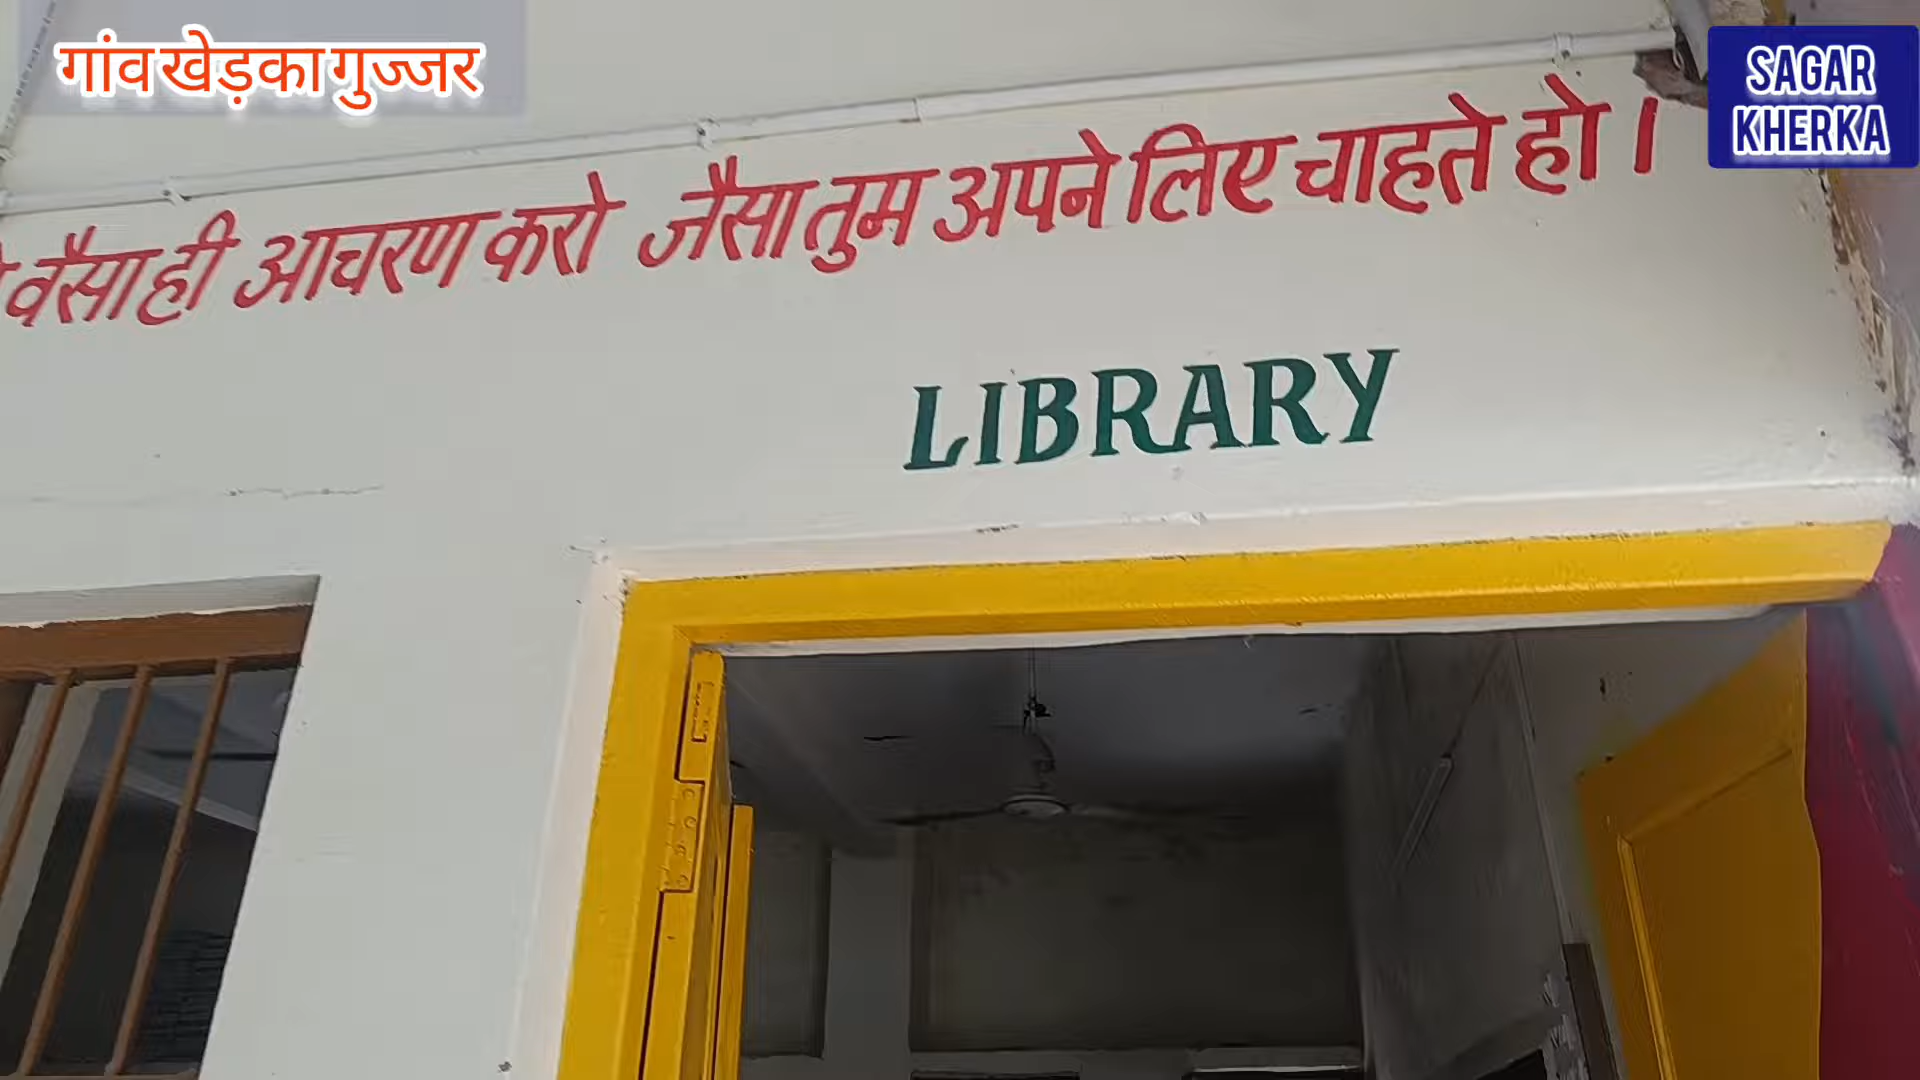 गांव खेड़का गुज्जर
SAGAR
KHERKA
वैसा ही आचरण करो जैसा तुम अपने लिए चाहते हो।
LIBRARY